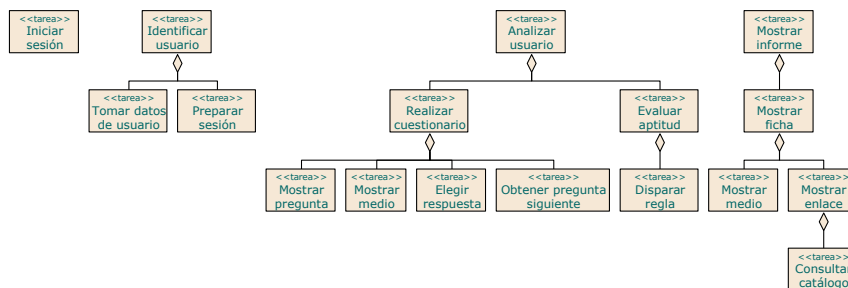 <<tarea>>
Iniciar
sesión
<<tarea>>
Identificar
usuario
<<tarea>>
Analizar
usuario
<<tarea>>
Mostrar
informe
<<tarea>>
Tomar datos
de usuario
<<tarea>>
Preparar
sesión
<<tarea>>
Realizar
cuestionario
<<tarea>>
Evaluar
aptitud
<<tarea>>
Mostrar
ficha
<<tarea>>
Mostrar
pregunta
<<tarea>>
Mostrar
medio
<<tarea>>
Elegir
respuesta
<<tarea>>
Obtener pregunta
siguiente
<<tarea>>
Disparar
regla
<<tarea>>
Mostrar
medio
<<tarea>>
Mostrar
enlace
<<tarea>>
Consultar
catálogo